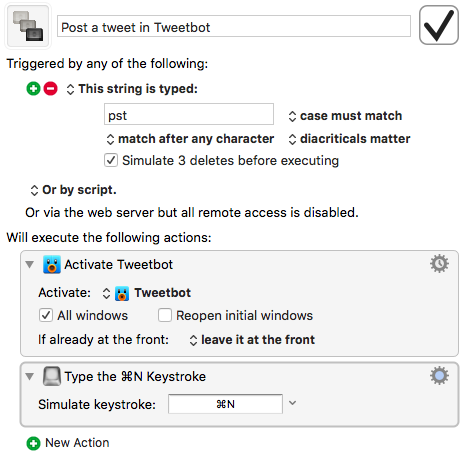 Post a tweet in Tweetbot
Triggered by any of the following:
This string is typed:
pst
case must match
match after any character
diacriticals matter
Simulate 3 deletes before executing
Or by script.
Or via the web server but all remote access is disabled.
Will execute the following actions:
Activate Tweetbot
Activate: Tweetbot
All windows
Reopen initial windows
If already at the front: leave it at the front
Type the ⌘N Keystroke
Simulate keystroke: ⌘N
New Action